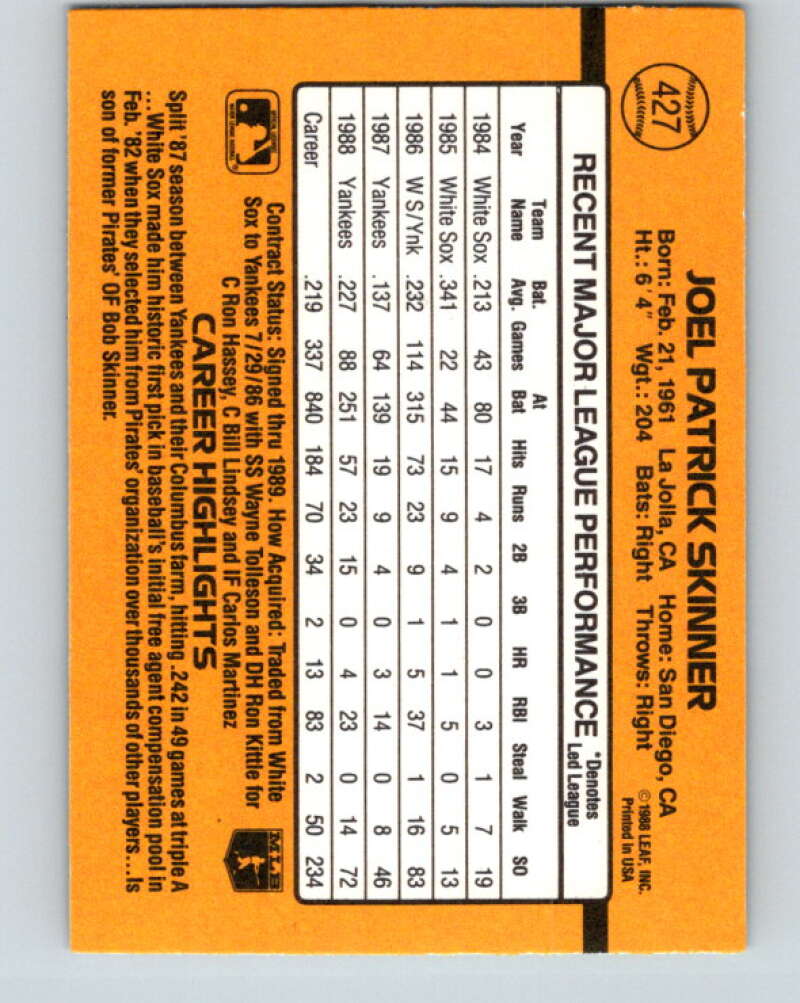 427
JOEL PATRICK SKINNER
Born: Feb. 21, 1961 La Jolla, CA Home: San Diego, CA
Ht.: 6'4" Wgt.: 204 Bats: Right Throws: Right
©1988 LEAF, INC.
Printed in USA
RECENT MAJOR LEAGUE PERFORMANCE *Denotes Led League
Year Team Name Bat. Avg. Games At Bat Hits Runs 2B 3B HR RBI Steal Walk SO
1984 White Sox .213 43 80 17 4 2 0 0 3 1 7 19
1985 White Sox .341 22 44 15 9 4 1 1 5 0 5 13
1986 W S/Ynk .232 114 315 73 23 9 1 5 37 1 16 83
1987 Yankees .137 64 139 19 9 4 0 3 14 0 8 46
1988 Yankees .227 88 251 57 23 15 0 4 23 0 14 72
Career .219 337 840 184 70 34 2 13 83 2 50 234
Contract Status: Signed thru 1989. How Acquired: Traded from White
Sox to Yankees 7/29/86 with SS Wayne Tolleson and DH Ron Kittle for
C Ron Hassey, C Bill Lindsey and IF Carlos Martinez
MLB
CAREER HIGHLIGHTS
Split '87 season between Yankees and their Columbus farm, hitting .242 in 49 games at triple A
...White Sox made him historic first pick in baseball's initial free agent compensation pool in
Feb. '82 when they selected him from Pirates' organization over thousands of other players...Is
son of former Pirates' OF Bob Skinner.